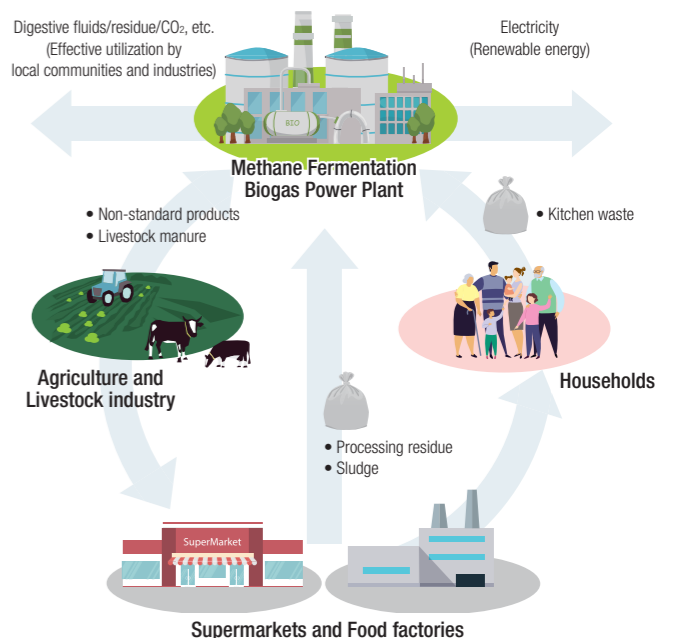 Digestive fluids/residue/CO₂, etc.
(Effective utilization by
local communities and industries)
Electricity
(Renewable energy)
BIO
Methane Fermentation
Biogas Power Plant
• Non-standard products
• Livestock manure
• Kitchen waste
Agriculture and
Livestock industry
Households
• Processing residue
• Sludge
SuperMarket
Supermarkets and Food factories